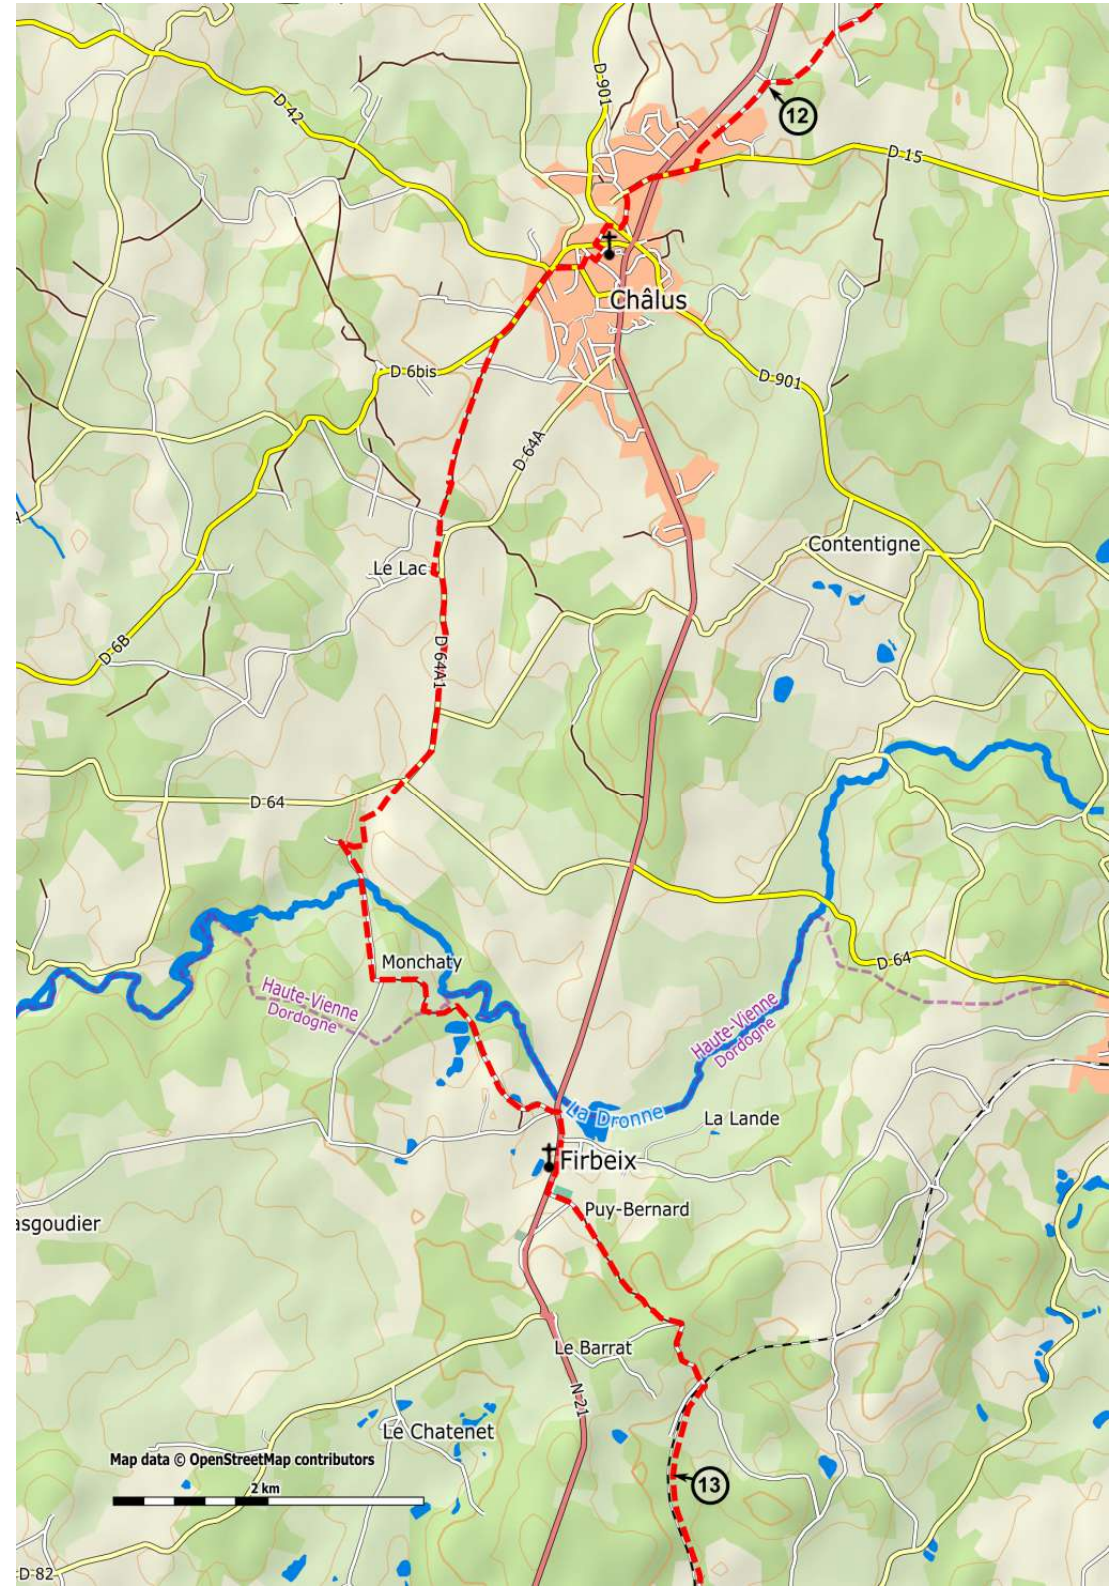 D 901
D 42
12
D 15
Châlus
D 6bis
D 901
D 64A
Contentigne
Le Lac
D 6B
D 64A1
D 64
Monchaty
D 64
Haute-Vienne
Dordogne
Haute-Vienne
Dordogne
La Dronne
La Lande
Firbeix
Puy-Bernard
asgoudier
Le Barrat
N 21
Le Chatenet
Map data © OpenStreetMap contributors
2 km
13
D 82